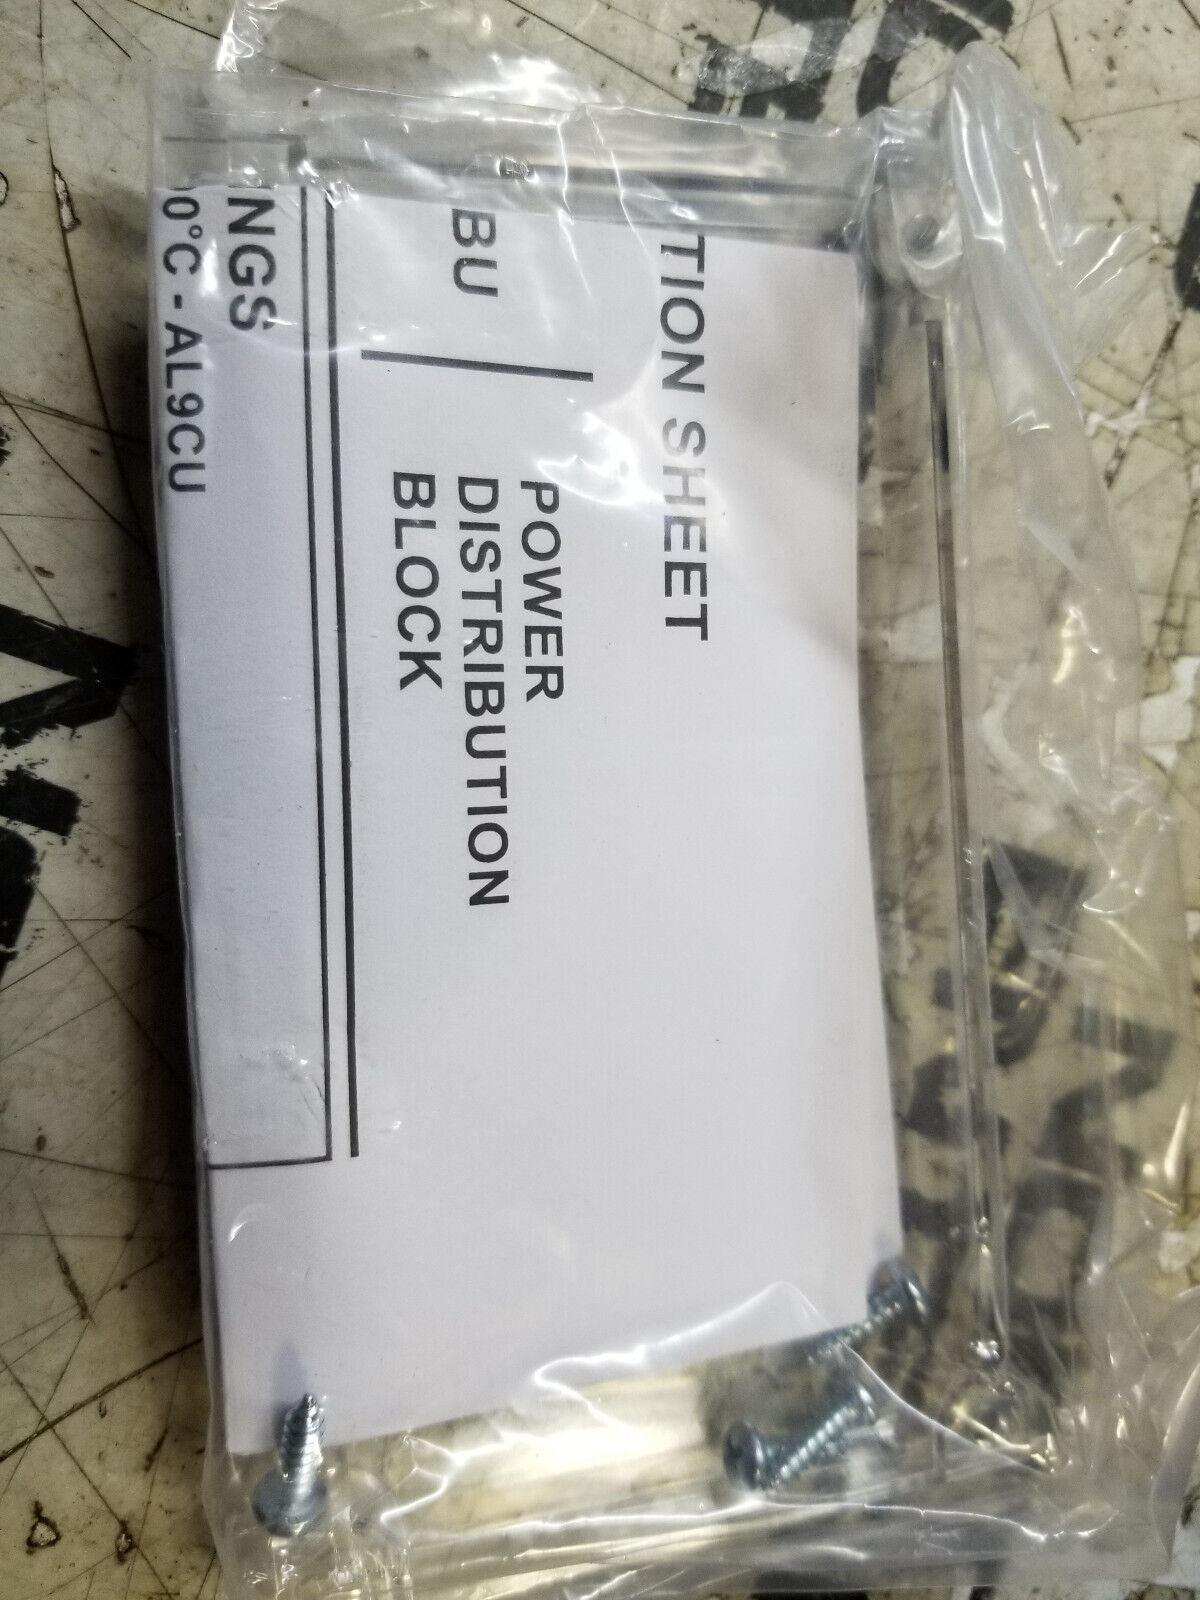 TION SHEET
BU
POWER
DISTRIBUTION
BLOCK
NGS
0°C - AL9CU